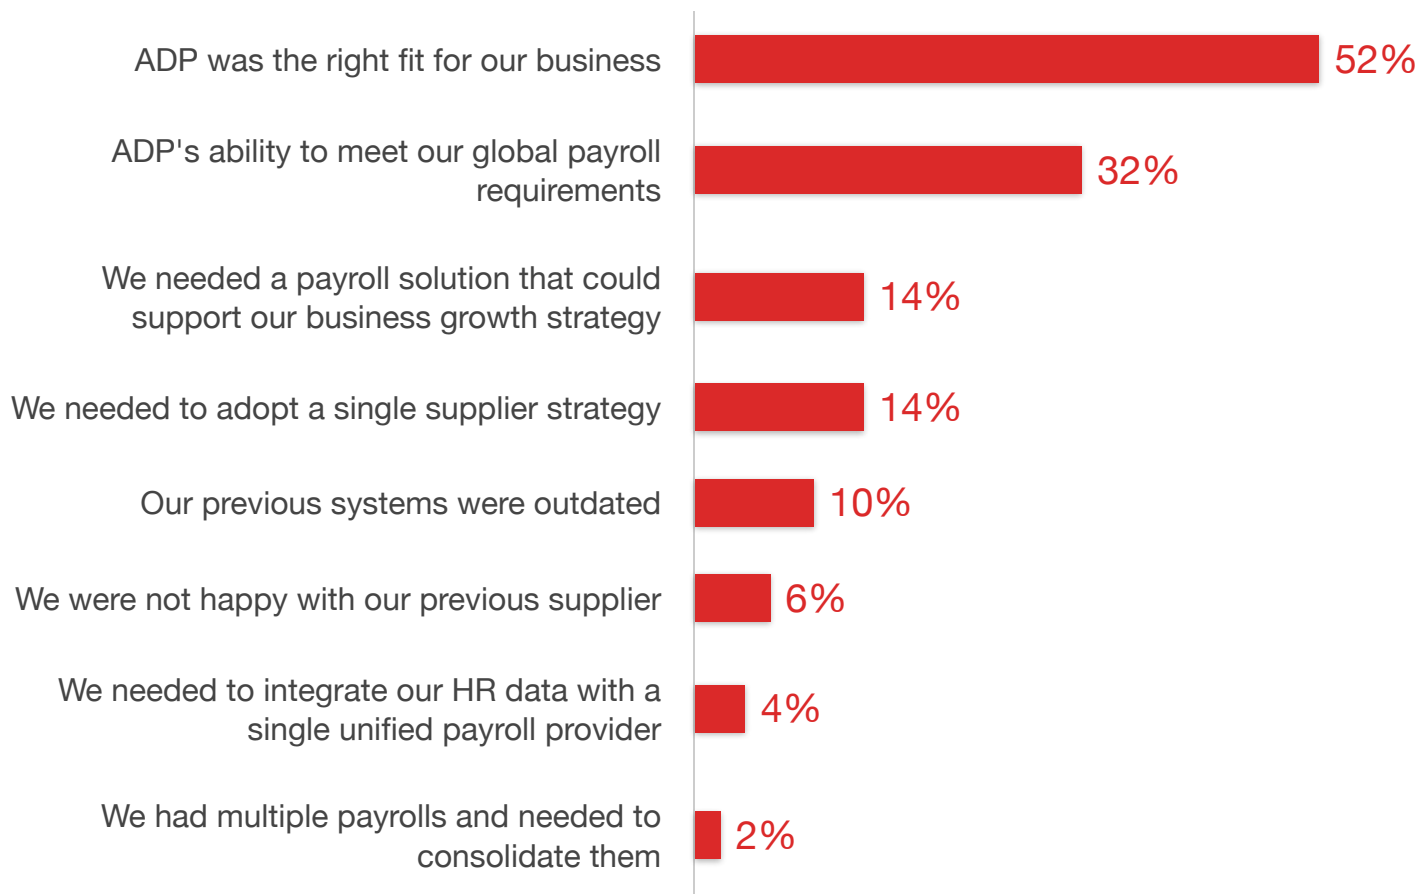 ADP was the right fit for our business
52%
ADP's ability to meet our global payroll
requirements
32%
We needed a payroll solution that could
support our business growth strategy
14%
We needed to adopt a single supplier strategy
14%
Our previous systems were outdated
10%
We were not happy with our previous supplier
6%
We needed to integrate our HR data with a
single unified payroll provider
4%
We had multiple payrolls and needed to
consolidate them
2%